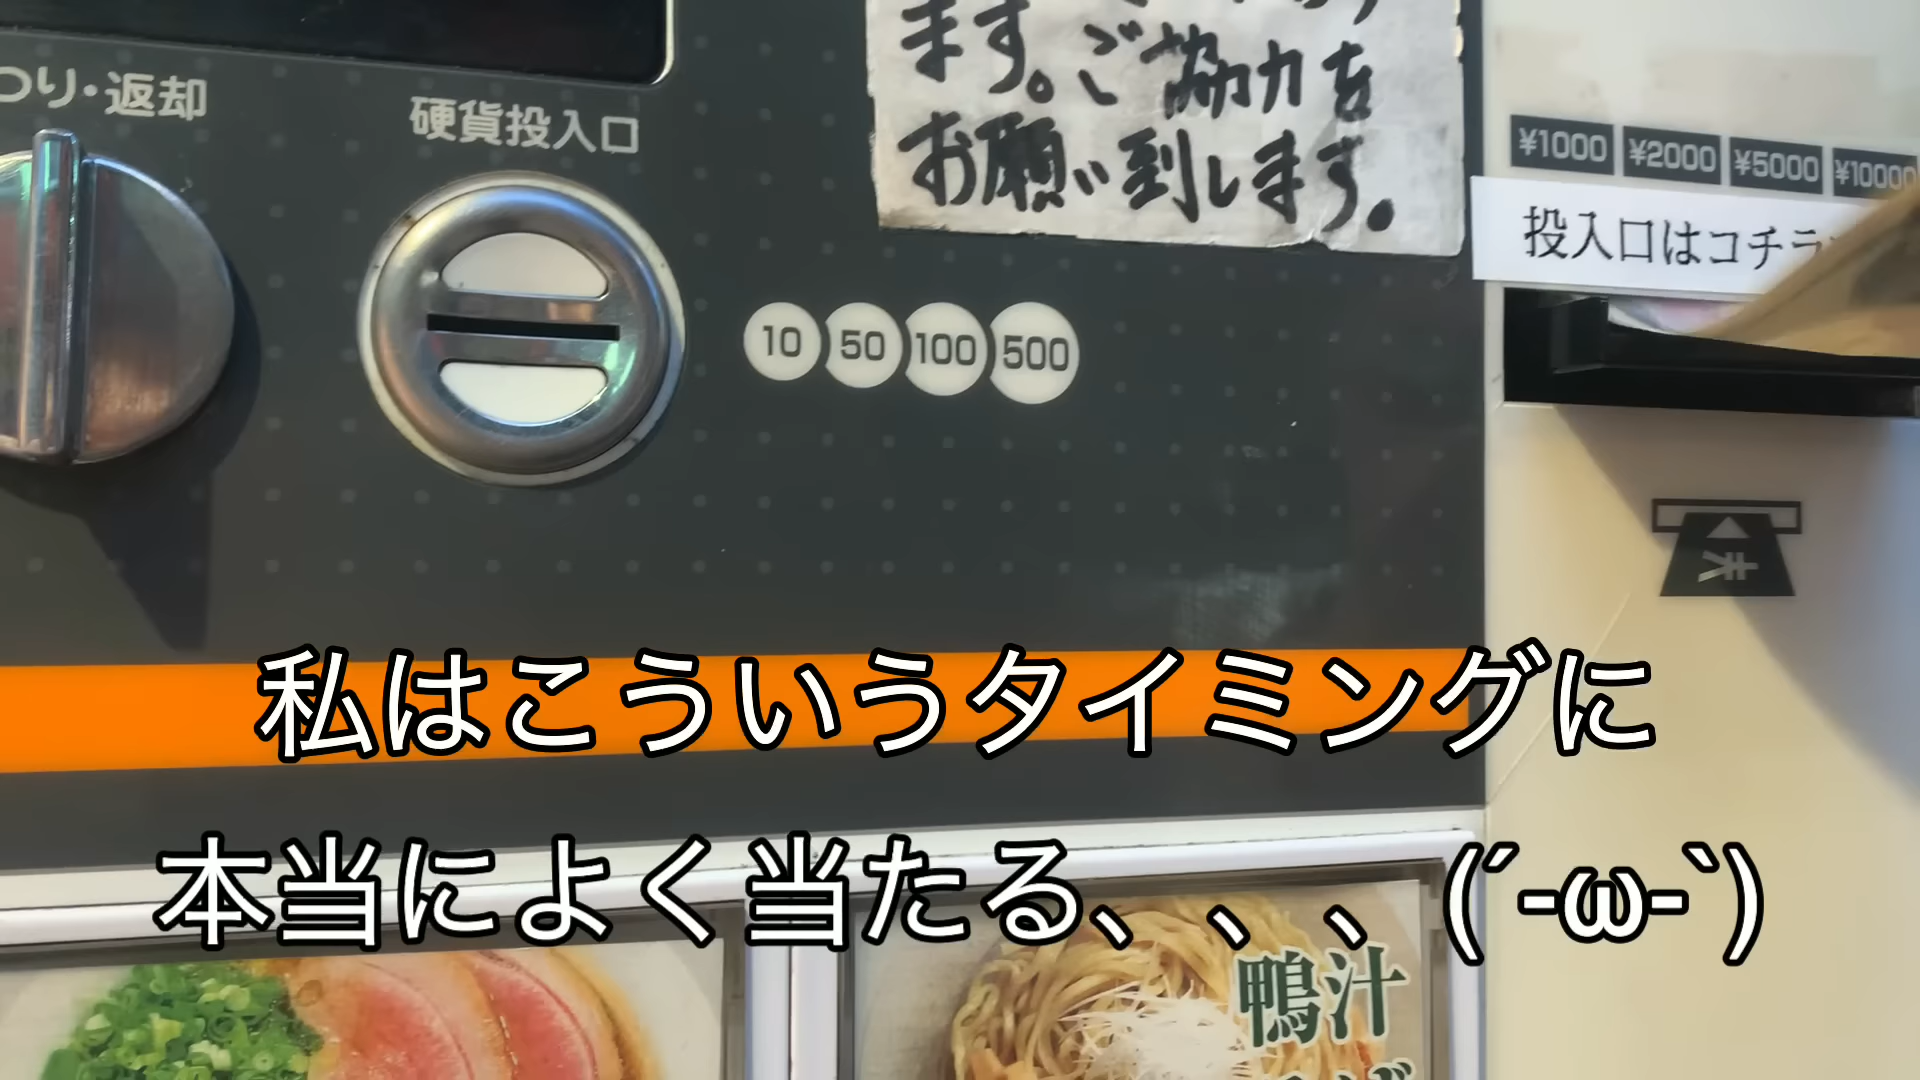 つり・返却
硬貨投入口
ます。ご協力を
お願い到します。
10 50 100 500
¥1000 ¥2000 ¥5000 ¥10000
投入口はコチラ
私はこういうタイミングに
本当によく当たる、、、(´-ω-`)
鴨汁